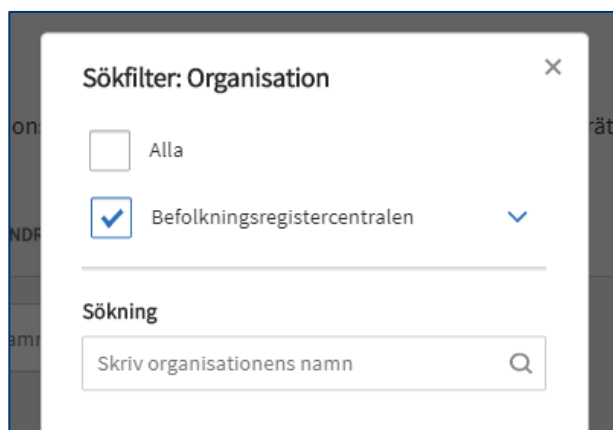 Sökfilter: Organisation
Alla
Befolkningsregistercentralen
Sökning
Skriv organisationens namn